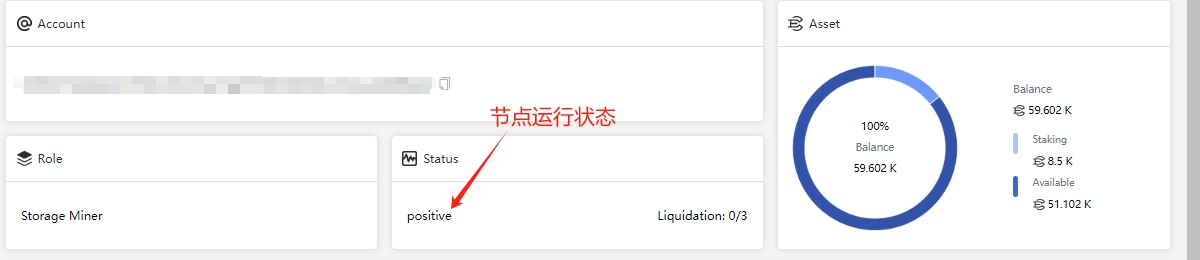 Account
Asset
节点运行状态
Role
Status
Storage Miner
positive
Liquidation: 0/3
100%
Balance
59.602 K
Balance
59.602 K
Staking
8.5 K
Available
51.102 K